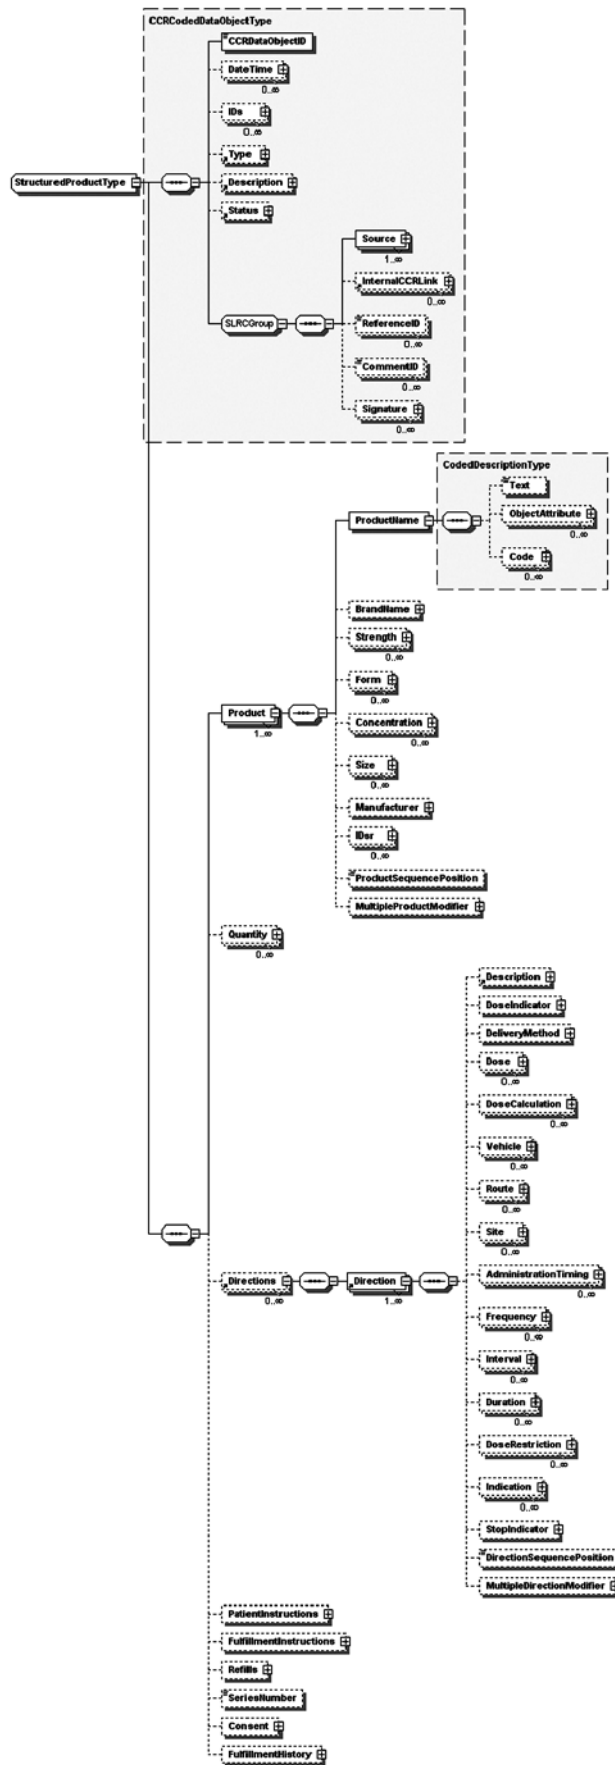 CCRCodedDataObjectType
CCRDataObjectID
DateTime
0..∞
IDs
0..∞
Type
StructuredProductType
Description
Status
Source
1..∞
InternalCCRLink
0..∞
SLRCGroup
ReferenceID
0..∞
CommentID
0..∞
Signature
0..∞
CodedDescriptionType
Text
ProductName
ObjectAttribute
0..∞
Code
0..∞
BrandName
Strength
0..∞
Form
0..∞
Product
1..∞
Concentration
0..∞
Size
0..∞
Manufacturer
IDsr
0..∞
ProductSequencePosition
MultipleProductModifier
Quantity
0..∞
Description
DoseIndicator
DeliveryMethod
Dose
0..∞
DoseCalculation
0..∞
Vehicle
0..∞
Route
0..∞
Site
0..∞
Directions
0..∞
Direction
1..∞
AdministrationTiming
0..∞
Frequency
0..∞
Interval
0..∞
Duration
0..∞
DoseRestriction
0..∞
Indication
0..∞
StopIndicator
DirectionSequencePosition
MultipleDirectionModifier
PatientInstructions
FulfillmentInstructions
Refills
SeriesNumber
Consent
FulfillmentHistory